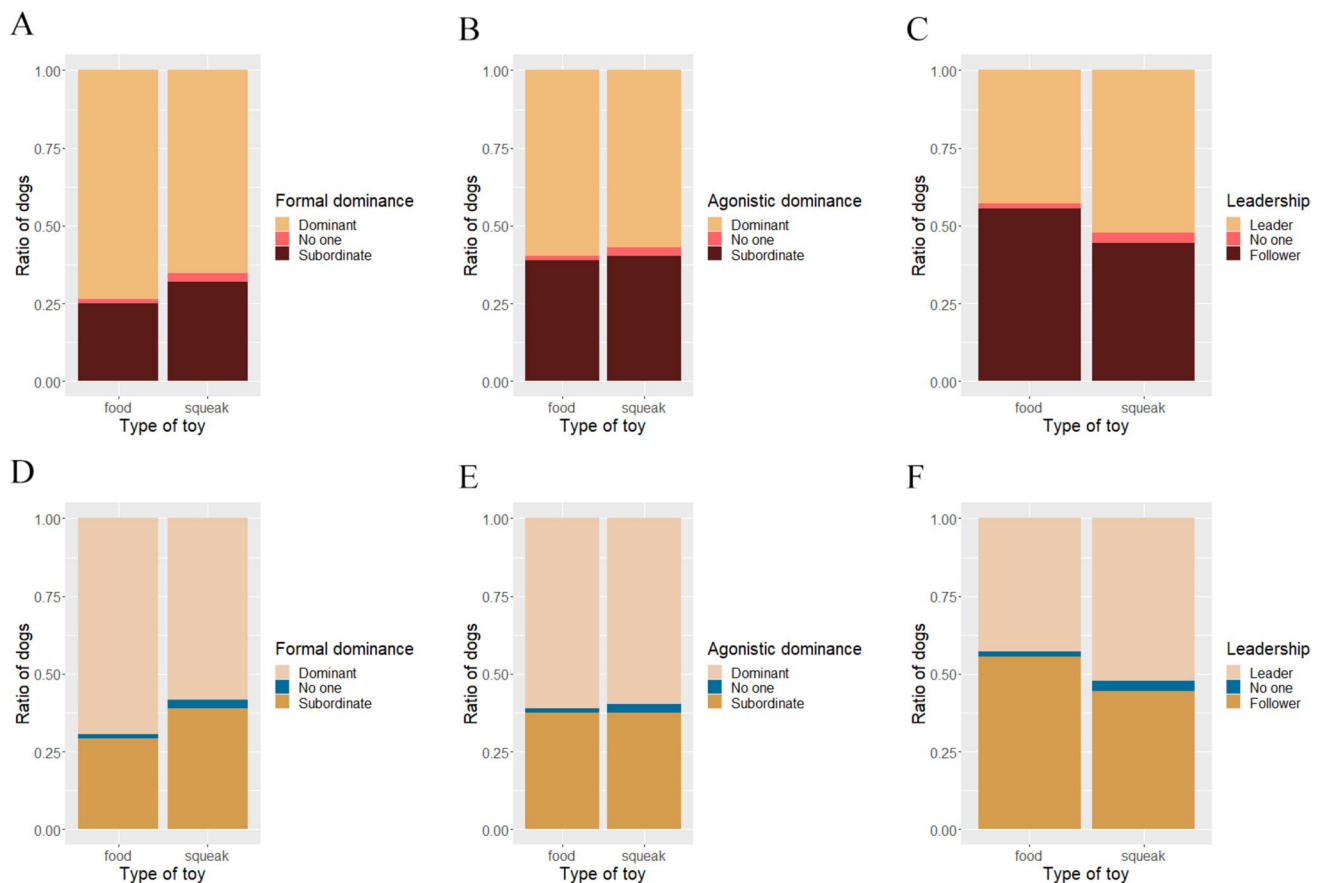 A
1.00
0.75
0.50
0.25
0.00
Ratio of dogs
food squeak
Type of toy
Formal dominance
Dominant
No one
Subordinate
B
1.00
0.75
0.50
0.25
0.00
Ratio of dogs
food squeak
Type of toy
Agonistic dominance
Dominant
No one
Subordinate
C
1.00
0.75
0.50
0.25
0.00
Ratio of dogs
food squeak
Type of toy
Leadership
Leader
No one
Follower
D
1.00
0.75
0.50
0.25
0.00
Ratio of dogs
food squeak
Type of toy
Formal dominance
Dominant
No one
Subordinate
E
1.00
0.75
0.50
0.25
0.00
Ratio of dogs
food squeak
Type of toy
Agonistic dominance
Dominant
No one
Subordinate
F
1.00
0.75
0.50
0.25
0.00
Ratio of dogs
food squeak
Type of toy
Leadership
Leader
No one
Follower